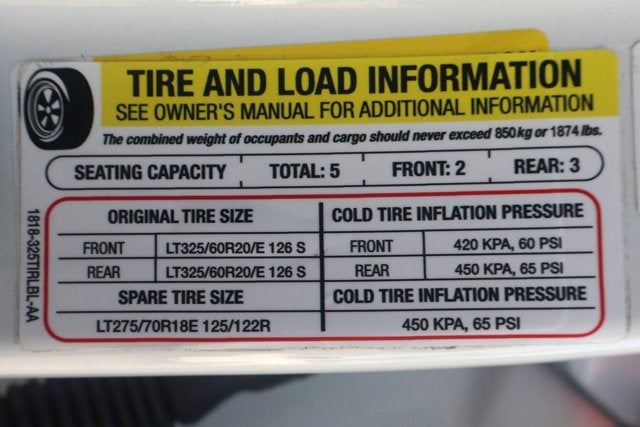 TIRE AND LOAD INFORMATION
SEE OWNER'S MANUAL FOR ADDITIONAL INFORMATION
The combined weight of occupants and cargo should never exceed 850kg or 1874 lbs.
SEATING CAPACITY TOTAL: 5 FRONT: 2 REAR: 3
ORIGINAL TIRE SIZE COLD TIRE INFLATION PRESSURE
FRONT LT325/60R20/E 126 S FRONT 420 KPA, 60 PSI
REAR LT325/60R20/E 126 S REAR 450 KPA, 65 PSI
SPARE TIRE SIZE COLD TIRE INFLATION PRESSURE
LT275/70R18E 125/122R 450 KPA, 65 PSI
1818-325TIRLBL-AA